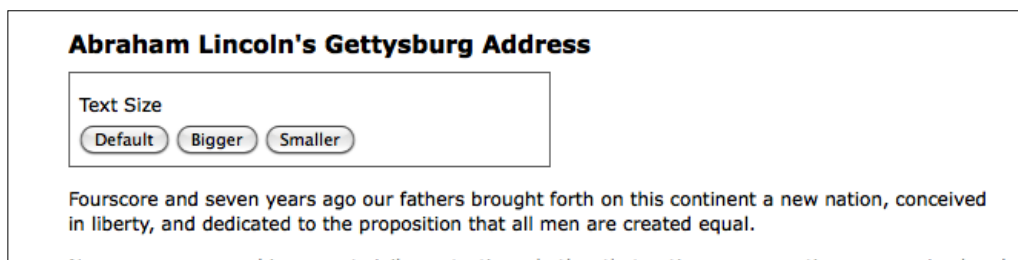 Abraham Lincoln's Gettysburg Address
Text Size
Default Bigger Smaller
Fourscore and seven years ago our fathers brought forth on this continent a new nation, conceived
in liberty, and dedicated to the proposition that all men are created equal.